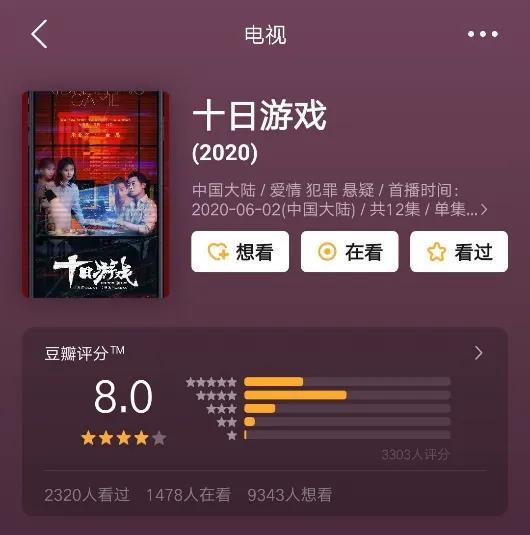 电视
十日游戏
(2020)
中国大陆 / 爱情 犯罪 悬疑 / 首播时间:
2020-06-02(中国大陆) / 共12集 / 单集...
想看
在看
看过
十日游戏
豆瓣评分™
8.0
3303人评分
2320人看过 1478人在看 9343人想看